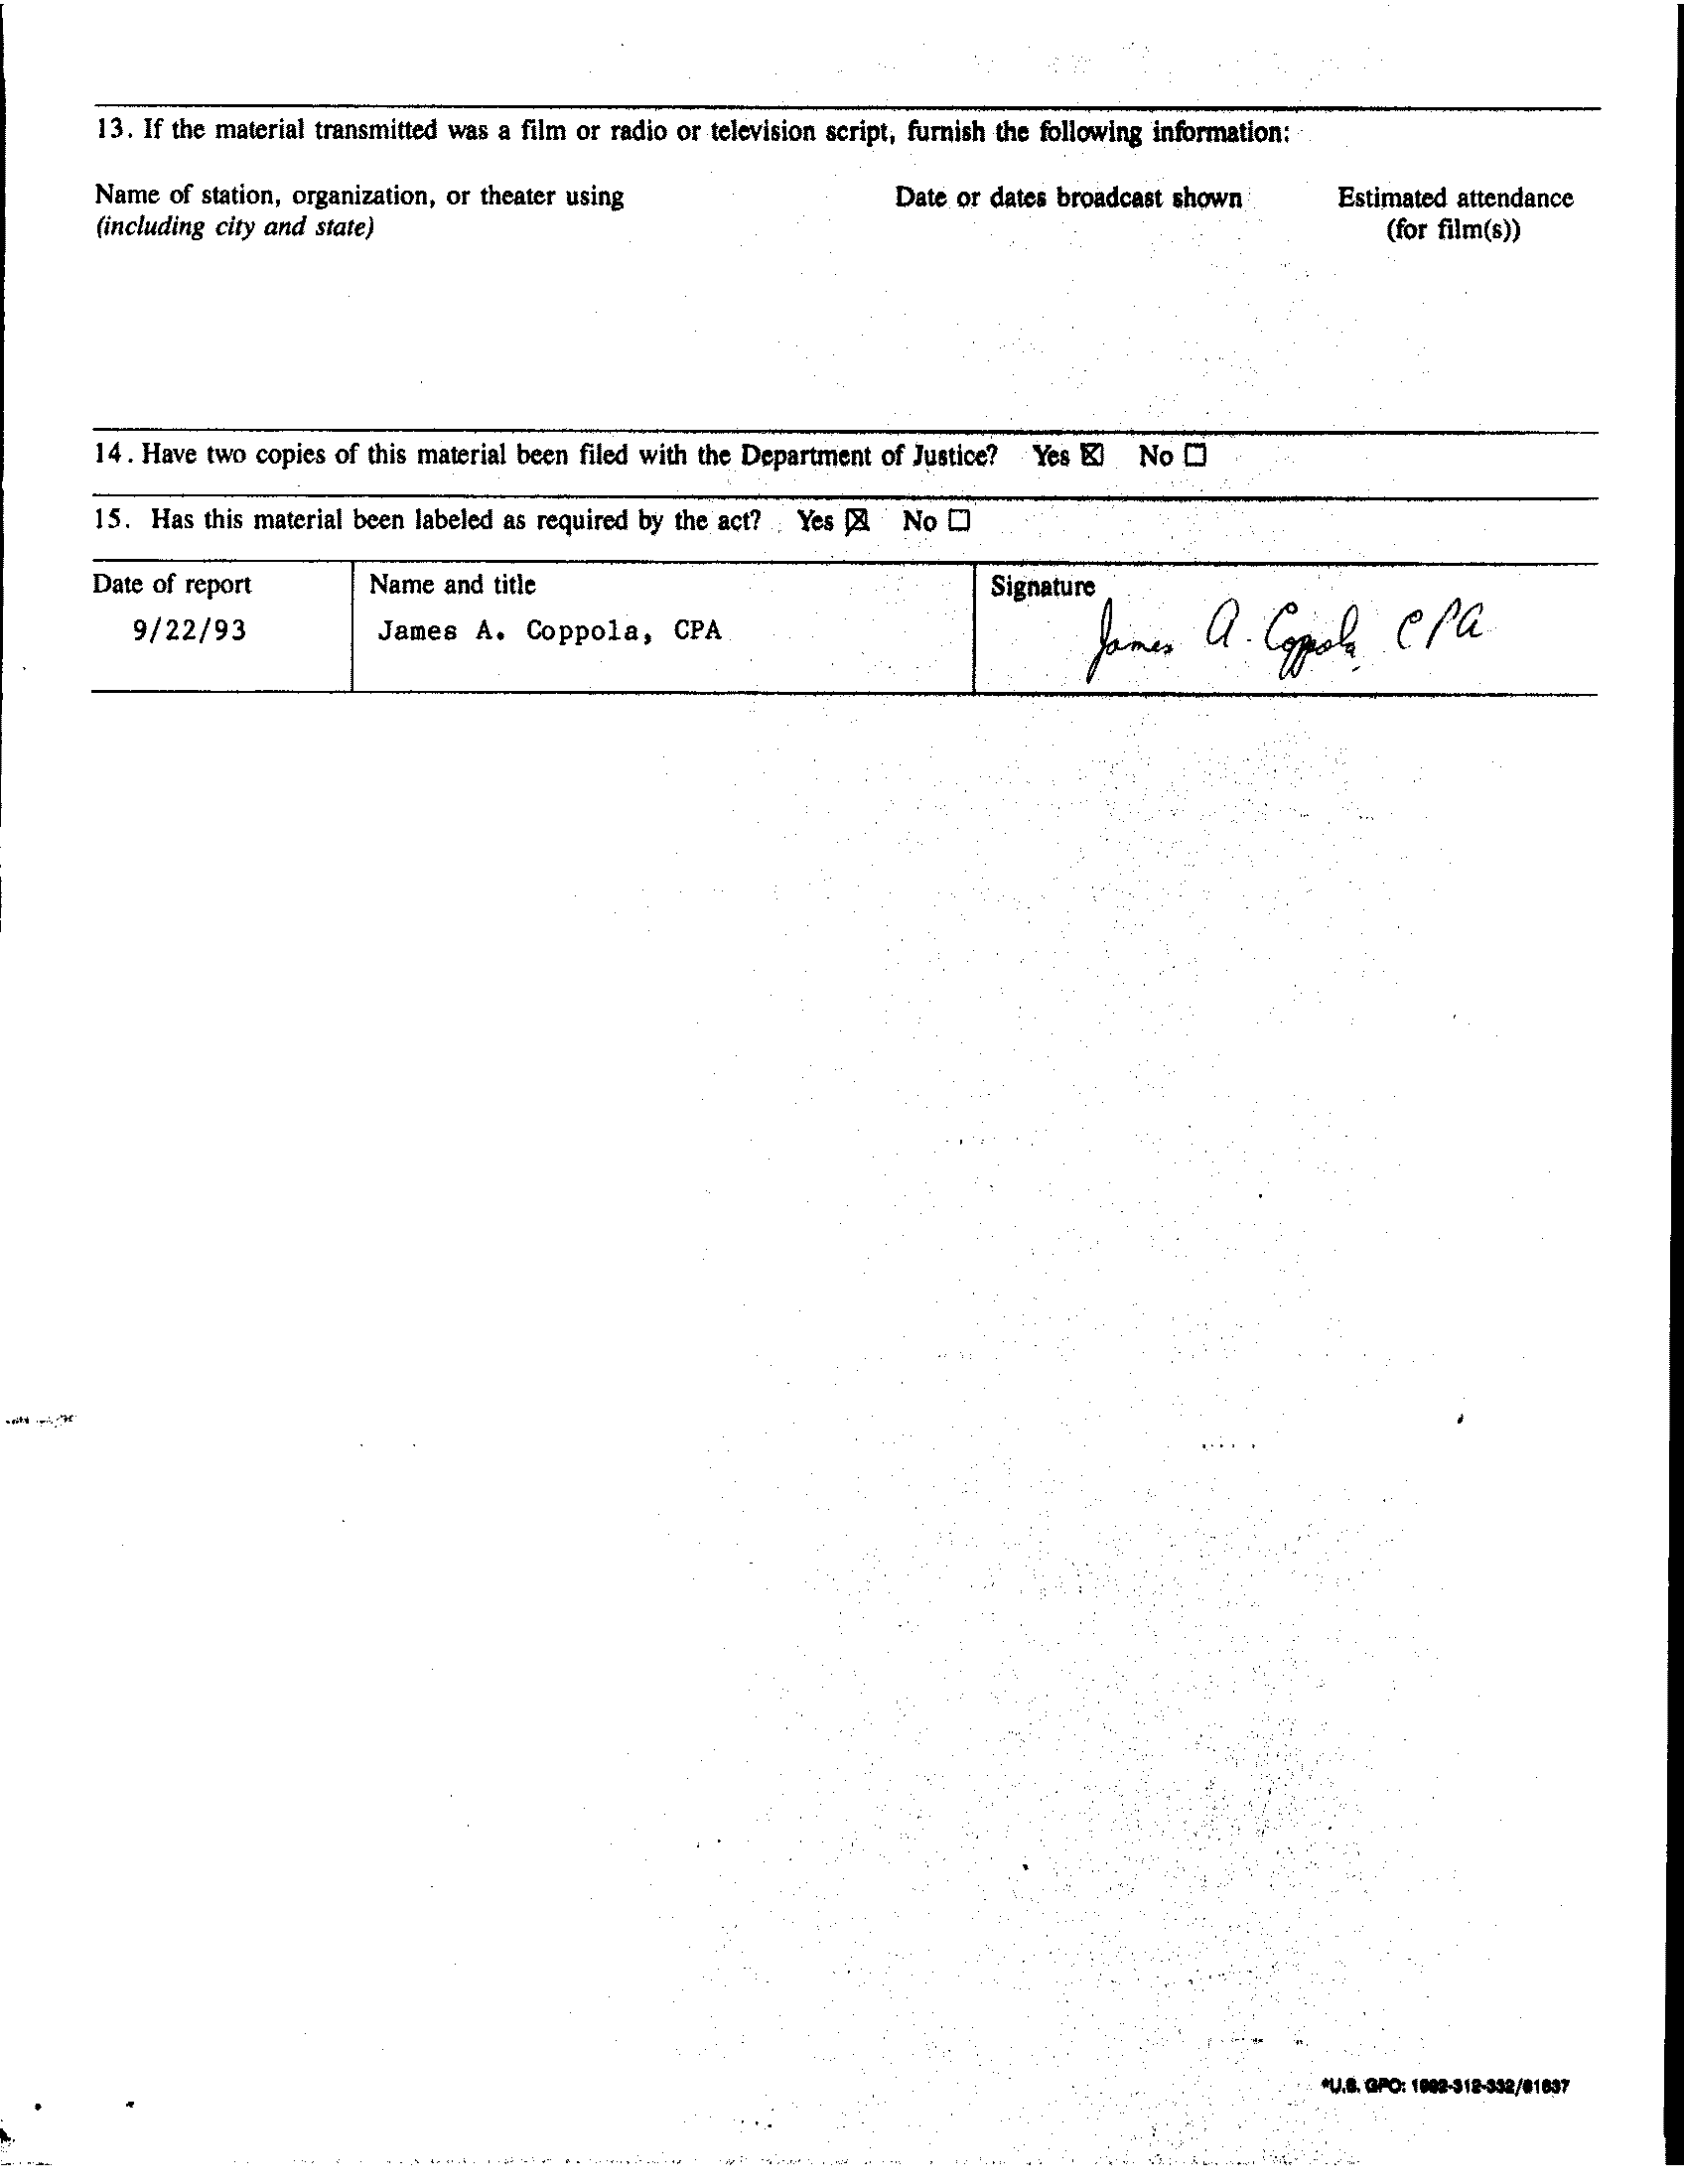 13. If the material transmitted was a film or radio or television script, furnish the following information:
Name of station, organization, or theater using
(including city and state)
Date or dates broadcast shown
Estimated attendance
(for film(s))
14. Have two copies of this material been filed with the Department of Justice? Yes ☒ No ☐
15. Has this material been labeled as required by the act? Yes ☒ No ☐
Date of report
9/22/93
Name and title
James A. Coppola, CPA
Signature
James A. Coppola CPA
*U.S. GPO: 1992-312-332/61637